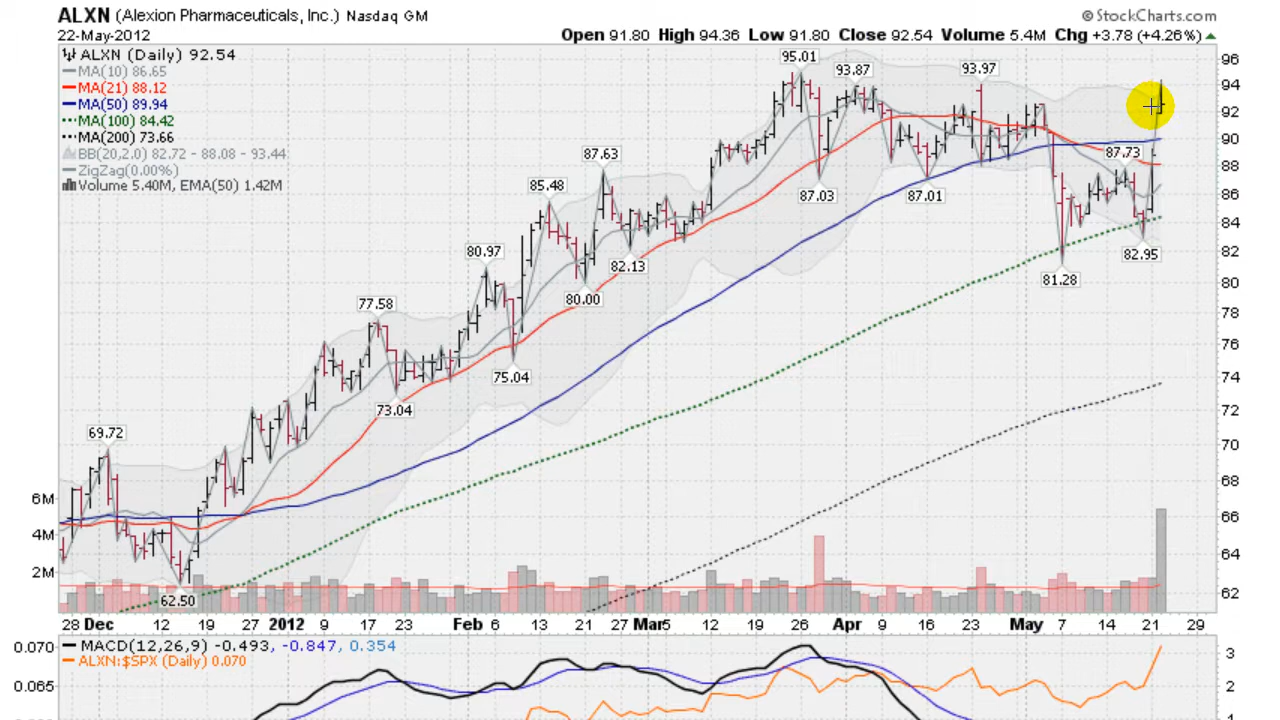 ALXN (Alexion Pharmaceuticals, Inc.) Nasdaq GM
© StockCharts.com
22-May-2012
Open 91.80 High 94.36 Low 91.80 Close 92.54 Volume 5.4M Chg +3.78 (+4.26%)
ALXN (Daily) 92.54
MA(10) 86.65
MA(21) 88.12
MA(50) 89.94
MA(100) 84.42
MA(200) 73.66
BB(20,2.0) 82.72 - 88.08 - 93.44
ZigZag(0.00%)
Volume 5.40M, EMA(50) 1.42M
95.01
93.87
93.97
87.63
87.73
85.48
87.03
87.01
80.97
82.13
82.95
80.00
81.28
77.58
75.04
73.04
69.72
62.50
96
94
92
90
88
86
84
82
80
78
76
74
72
70
68
66
64
62
6M
4M
2M
28 Dec 12 19 27 2012 9 17 23 Feb 6 13 21 27 Mar 5 12 19 26 Apr 9 16 23 May 7 14 21 29
MACD(12,26,9) -0.493, -0.847, 0.354
ALXN:$SPX (Daily) 0.070
0.070
0.065
3
2
1